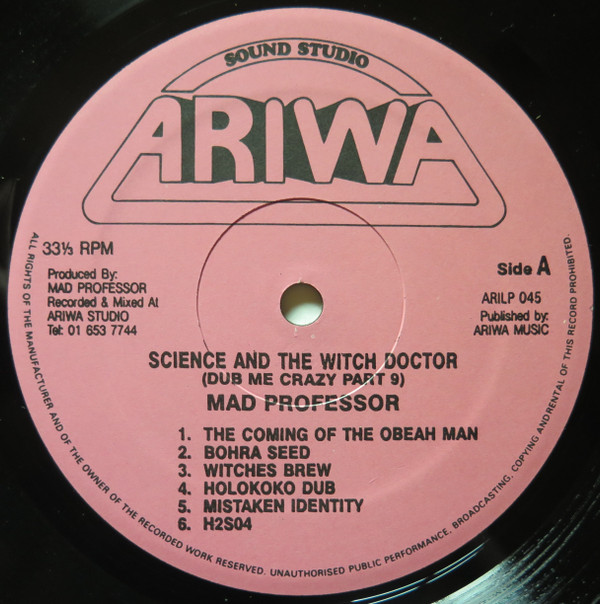 SOUND STUDIO
ARIWA
33⅓ RPM
Produced By:
MAD PROFESSOR
Recorded & Mixed At
ARIWA STUDIO
Tel: 01 653 7744
Side A
ARILP 045
Published by:
ARIWA MUSIC
SCIENCE AND THE WITCH DOCTOR
(DUB ME CRAZY PART 9)
MAD PROFESSOR
1. THE COMING OF THE OBEAH MAN
2. BOHRA SEED
3. WITCHES BREW
4. HOLOKOKO DUB
5. MISTAKEN IDENTITY
6. H2S04
ALL RIGHTS OF THE MANUFACTURER AND OF THE OWNER OF THE RECORDED WORK RESERVED. UNAUTHORISED PUBLIC PERFORMANCE, BROADCASTING, COPYING AND RENTAL OF THIS RECORD PROHIBITED.